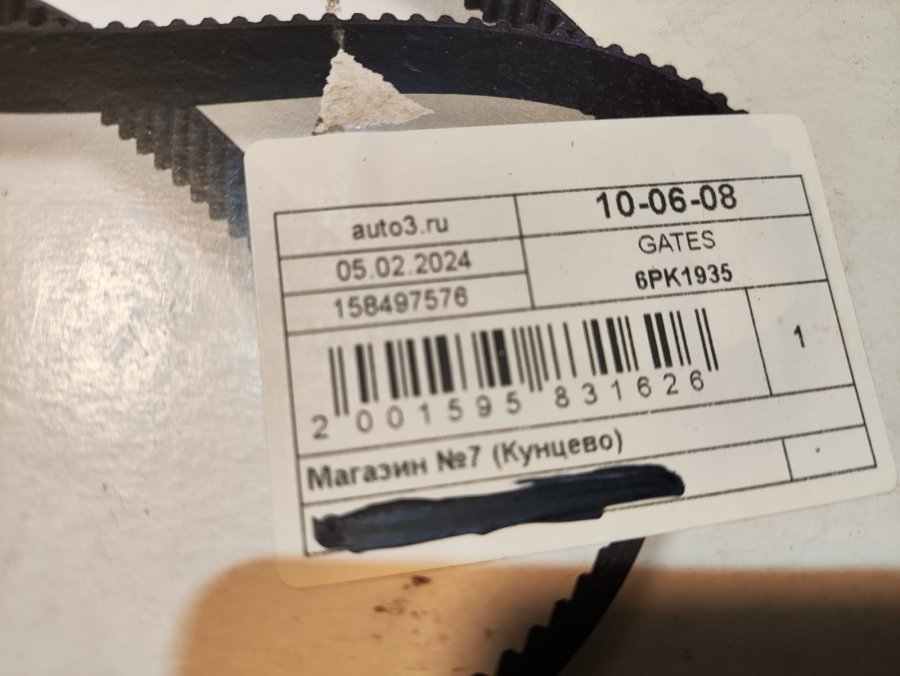 auto3.ru
10-06-08
05.02.2024
GATES
158497576
6PK1935
1
2 001595 831626
Магазин №7 (Кунцево)